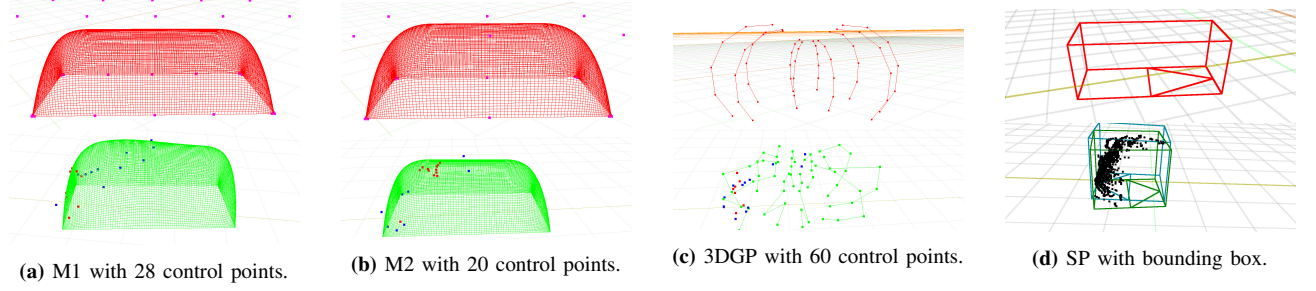 (a) M1 with 28 control points.
(b) M2 with 20 control points.
(c) 3DGP with 60 control points.
(d) SP with bounding box.